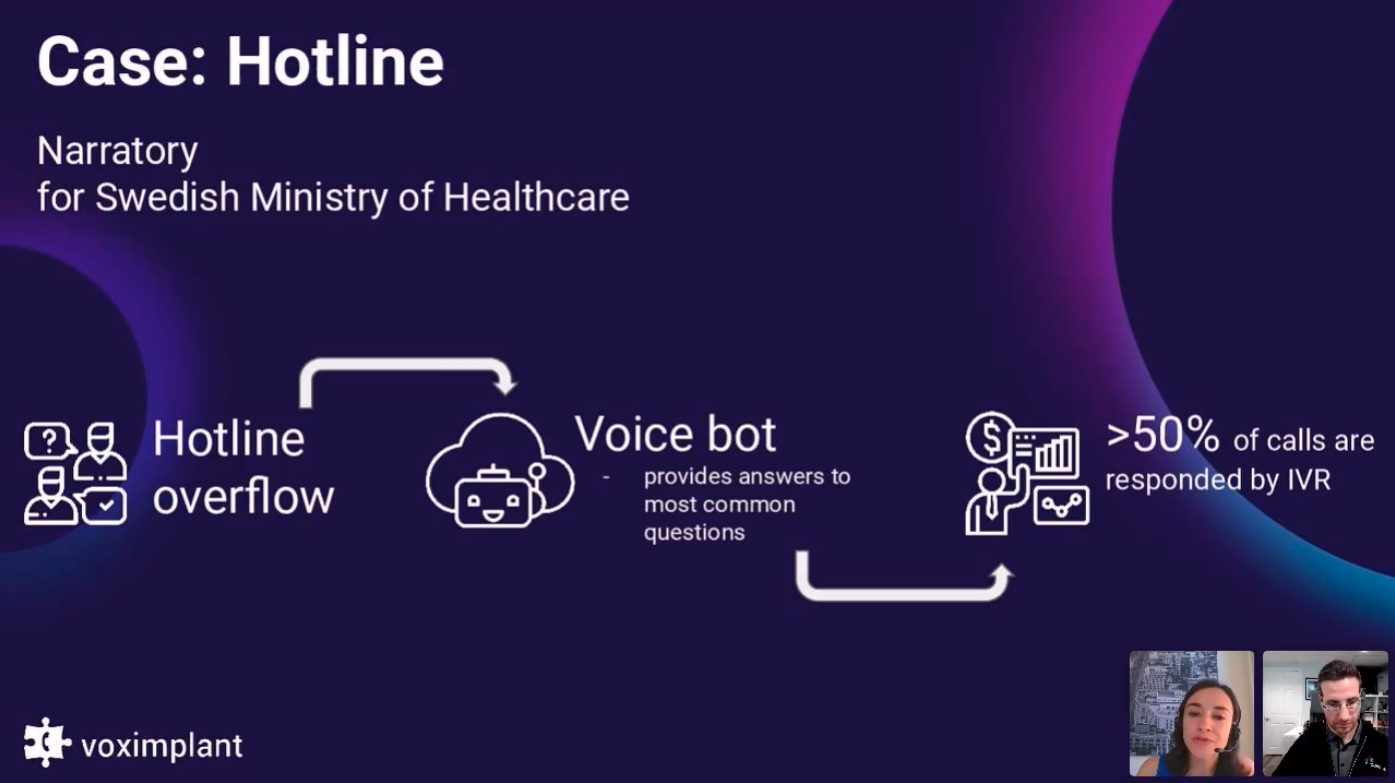 Case: Hotline
Narratory
for Swedish Ministry of Healthcare
Hotline
overflow
Voice bot
- provides answers to
most common
questions
>50% of calls are
responded by IVR
voximplant